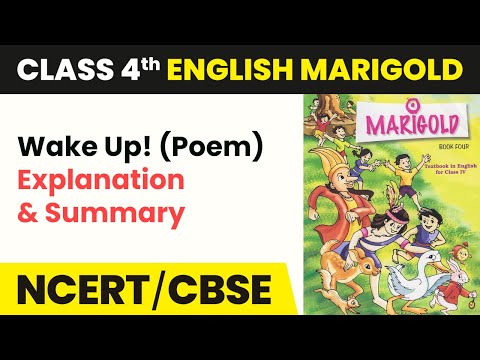 CLASS 4th ENGLISH MARIGOLD
Wake Up! (Poem)
Explanation
& Summary
NCERT/CBSE
4
MARIGOLD
BOOK FOUR
Textbook in English
for Class IV